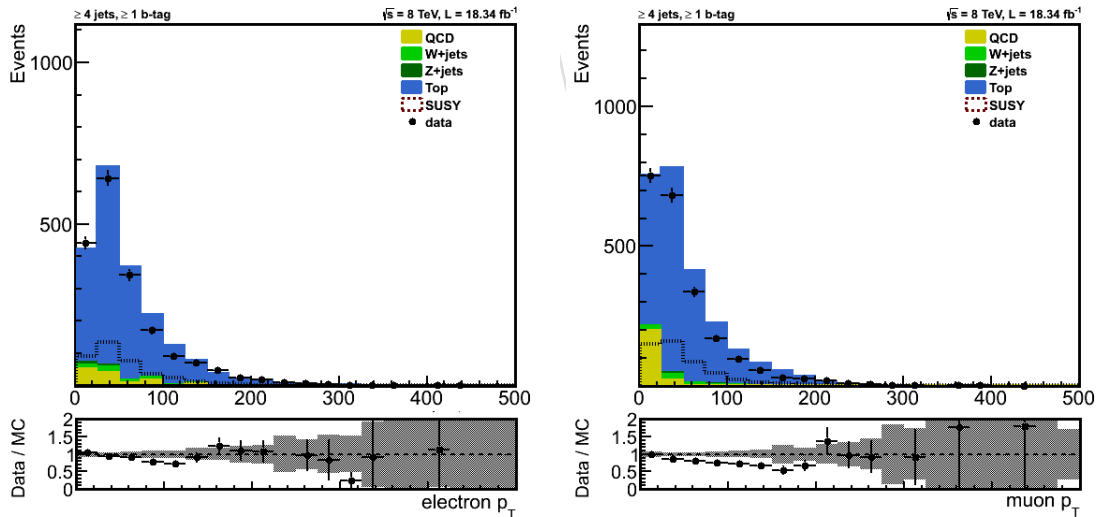 ≥ 4 jets, ≥ 1 b-tag
√s = 8 TeV, L = 18.34 fb⁻¹
Events
1000
500
0
QCD
W+jets
Z+jets
Top
SUSY
data
0 100 200 300 400 500
Data / MC
2
1.5
1
0.5
0
electron p_T
≥ 4 jets, ≥ 1 b-tag
√s = 8 TeV, L = 18.34 fb⁻¹
Events
1000
500
0
QCD
W+jets
Z+jets
Top
SUSY
data
0 100 200 300 400 500
Data / MC
2
1.5
1
0.5
0
muon p_T